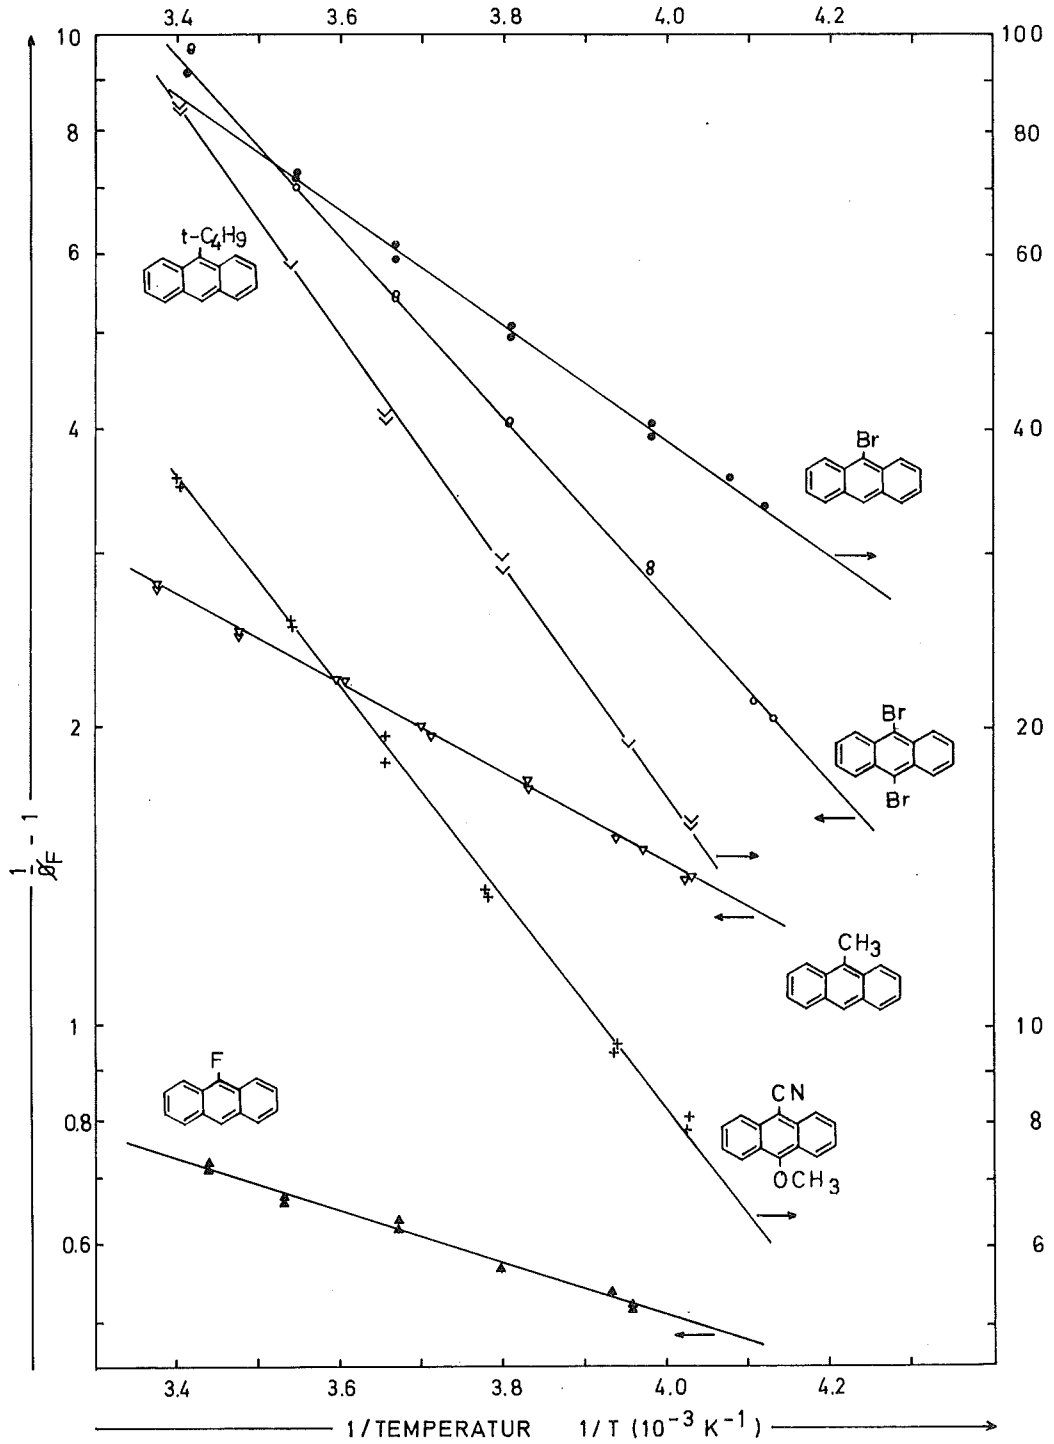 3.4 3.6 3.8 4.0 4.2
10 100
8 80
t-C4H9
6 60
4 40
Br
Br
2 20
Br
1/ØF - 1
CH3
1 10
F
CN
0.8 8
OCH3
0.6 6
3.4 3.6 3.8 4.0 4.2
1/TEMPERATUR 1/T (10⁻³ K⁻¹)